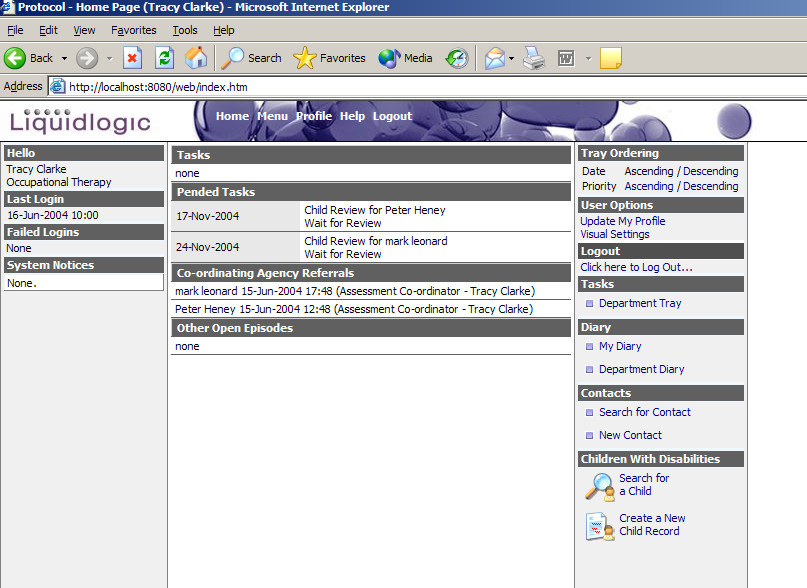 Protocol - Home Page (Tracy Clarke) - Microsoft Internet Explorer
File Edit View Favorites Tools Help
Back Search Favorites Media
Address http://localhost:8080/web/index.htm
Liquidlogic
Home Menu Profile Help Logout
Hello
Tracy Clarke
Occupational Therapy
Last Login
16-Jun-2004 10:00
Failed Logins
None
System Notices
None.
Tasks
none
Pended Tasks
17-Nov-2004
Child Review for Peter Heney
Wait for Review
24-Nov-2004
Child Review for mark leonard
Wait for Review
Co-ordinating Agency Referrals
mark leonard 15-Jun-2004 17:48 (Assessment Co-ordinator - Tracy Clarke)
Peter Heney 15-Jun-2004 12:48 (Assessment Co-ordinator - Tracy Clarke)
Other Open Episodes
none
Tray Ordering
Date Ascending / Descending
Priority Ascending / Descending
User Options
Update My Profile
Visual Settings
Logout
Click here to Log Out...
Tasks
Department Tray
Diary
My Diary
Department Diary
Contacts
Search for Contact
New Contact
Children With Disabilities
Search for
a Child
Create a New
Child Record